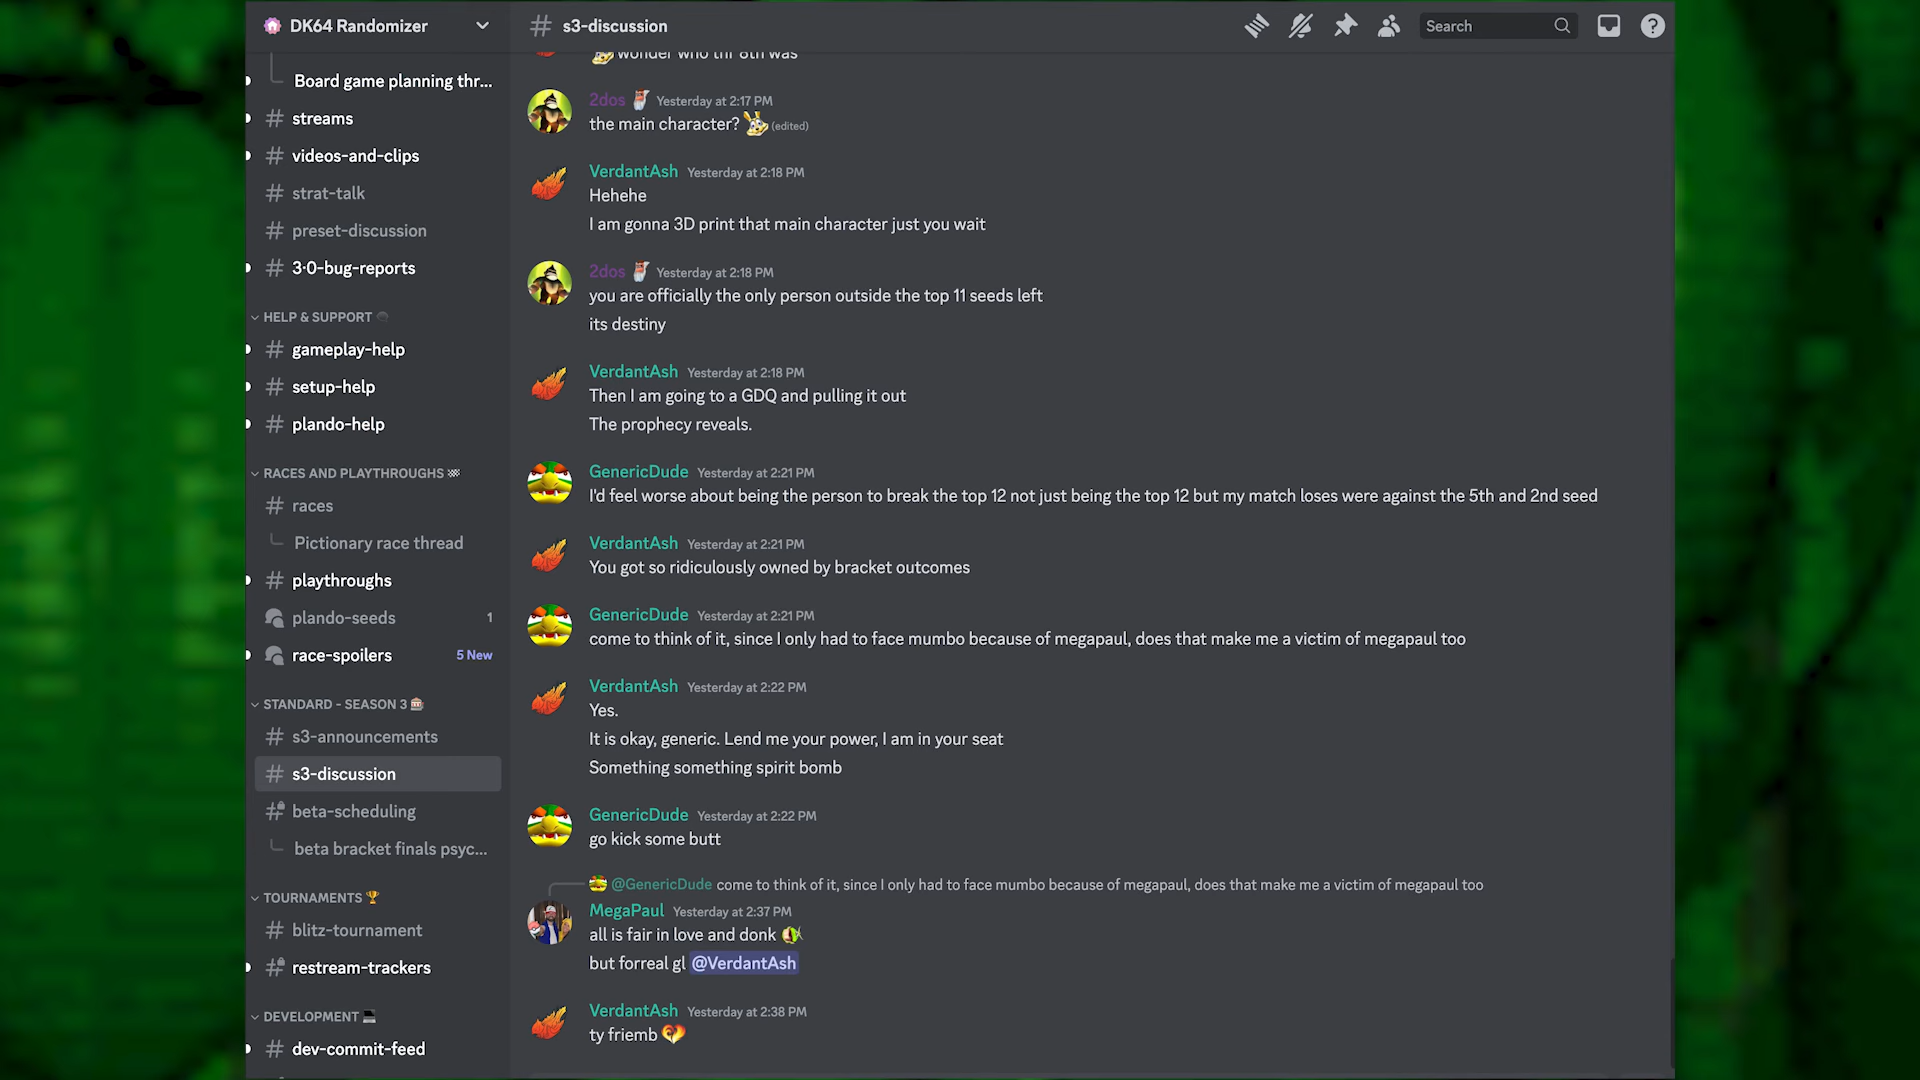 DK64 Randomizer
Board game planning thr...
streams
videos-and-clips
strat-talk
preset-discussion
3-0-bug-reports
HELP & SUPPORT
gameplay-help
setup-help
plando-help
RACES AND PLAYTHROUGHS
races
Pictionary race thread
playthroughs
plando-seeds 1
race-spoilers 5 New
STANDARD - SEASON 3
s3-announcements
s3-discussion
beta-scheduling
beta bracket finals psyc...
TOURNAMENTS
blitz-tournament
restream-trackers
DEVELOPMENT
dev-commit-feed
s3-discussion
Search
wonder who thr 8th was
2dos Yesterday at 2:17 PM
the main character? (edited)
VerdantAsh Yesterday at 2:18 PM
Hehehe
I am gonna 3D print that main character just you wait
2dos Yesterday at 2:18 PM
you are officially the only person outside the top 11 seeds left
its destiny
VerdantAsh Yesterday at 2:18 PM
Then I am going to a GDQ and pulling it out
The prophecy reveals.
GenericDude Yesterday at 2:21 PM
I'd feel worse about being the person to break the top 12 not just being the top 12 but my match loses were against the 5th and 2nd seed
VerdantAsh Yesterday at 2:21 PM
You got so ridiculously owned by bracket outcomes
GenericDude Yesterday at 2:21 PM
come to think of it, since I only had to face mumbo because of megapaul, does that make me a victim of megapaul too
VerdantAsh Yesterday at 2:22 PM
Yes.
It is okay, generic. Lend me your power, I am in your seat
Something something spirit bomb
GenericDude Yesterday at 2:22 PM
go kick some butt
@GenericDude come to think of it, since I only had to face mumbo because of megapaul, does that make me a victim of megapaul too
MegaPaul Yesterday at 2:37 PM
all is fair in love and donk
but forreal gl @VerdantAsh
VerdantAsh Yesterday at 2:38 PM
ty friemb